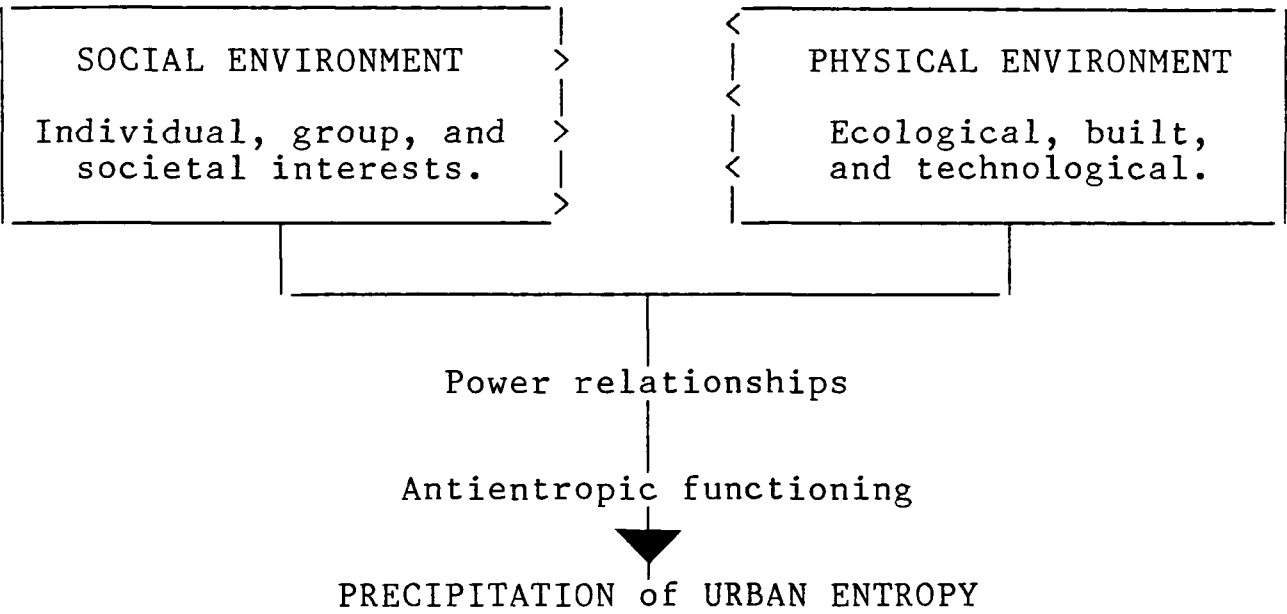 SOCIAL ENVIRONMENT
Individual, group, and
societal interests.
PHYSICAL ENVIRONMENT
Ecological, built,
and technological.
Power relationships
Antientropic functioning
PRECIPITATION of URBAN ENTROPY